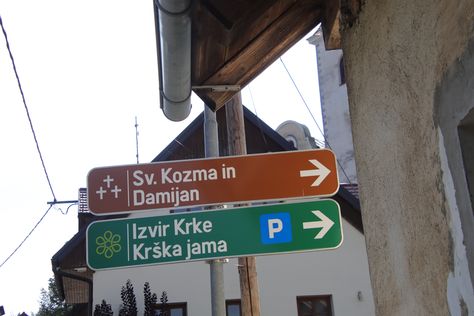 Sv. Kozma in
Damijan
Izvir Krke
Krška jama
P